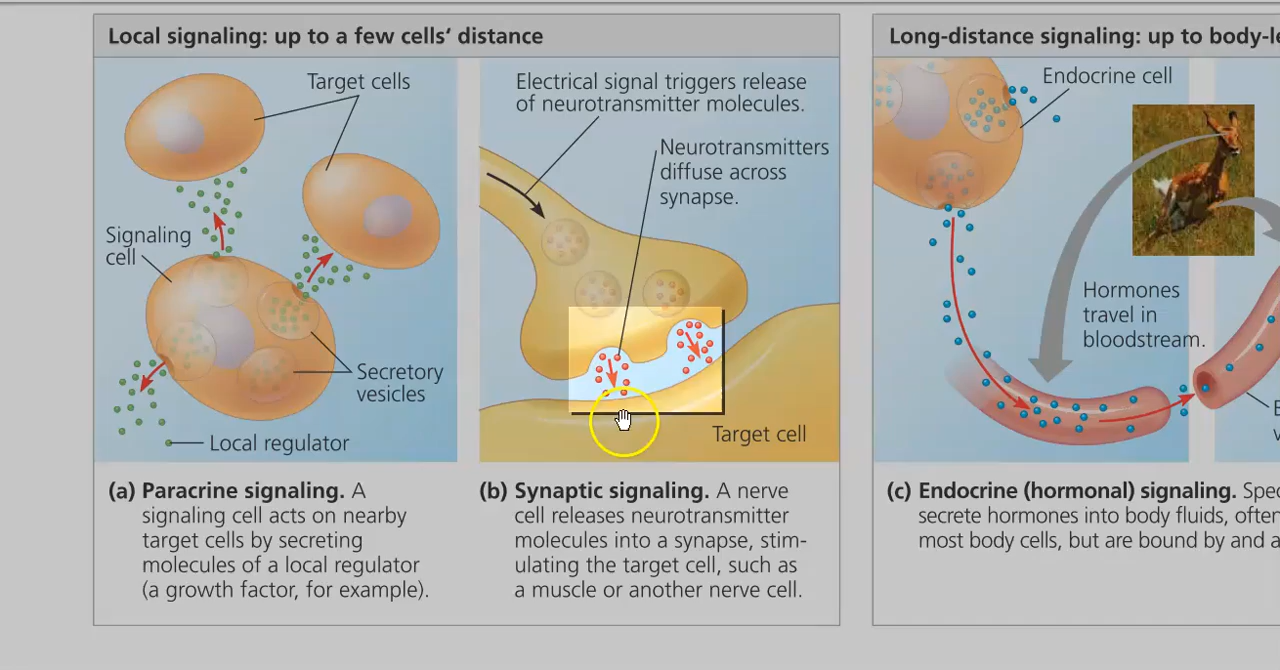 Local signaling: up to a few cells’ distance
Target cells
Signaling
cell
Secretory
vesicles
Local regulator
(a) Paracrine signaling. A
signaling cell acts on nearby
target cells by secreting
molecules of a local regulator
(a growth factor, for example).
Electrical signal triggers release
of neurotransmitter molecules.
Neurotransmitters
diffuse across
synapse.
Target cell
(b) Synaptic signaling. A nerve
cell releases neurotransmitter
molecules into a synapse, stim-
ulating the target cell, such as
a muscle or another nerve cell.
Long-distance signaling: up to
Endocrine cell
Hormones
travel in
bloodstream.
(c) Endocrine (hormonal) signaling.
secrete hormones into body fluids,
most body cells, but are bound by and